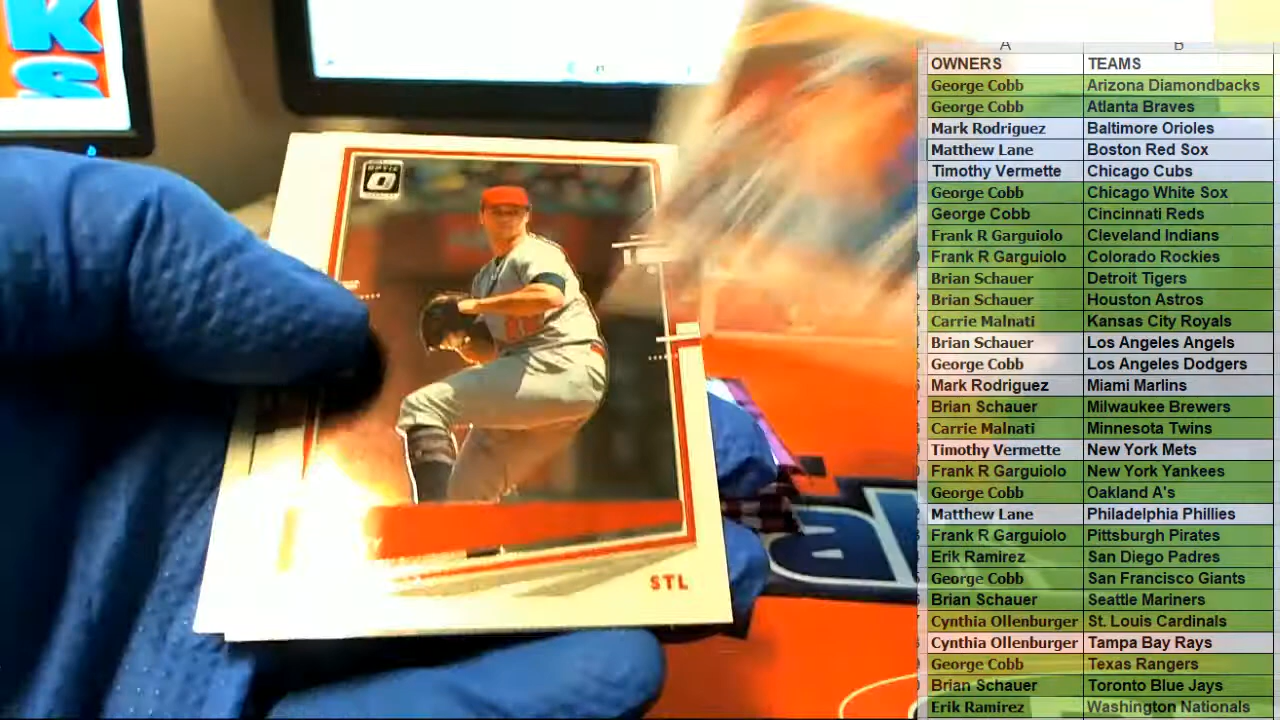 K
S
OPTIC
STL
A B
OWNERS TEAMS
George Cobb Arizona Diamondbacks
George Cobb Atlanta Braves
Mark Rodriguez Baltimore Orioles
Matthew Lane Boston Red Sox
Timothy Vermette Chicago Cubs
George Cobb Chicago White Sox
George Cobb Cincinnati Reds
Frank R Garguiolo Cleveland Indians
Frank R Garguiolo Colorado Rockies
Brian Schauer Detroit Tigers
Brian Schauer Houston Astros
Carrie Malnati Kansas City Royals
Brian Schauer Los Angeles Angels
George Cobb Los Angeles Dodgers
Mark Rodriguez Miami Marlins
Brian Schauer Milwaukee Brewers
Carrie Malnati Minnesota Twins
Timothy Vermette New York Mets
Frank R Garguiolo New York Yankees
George Cobb Oakland A's
Matthew Lane Philadelphia Phillies
Frank R Garguiolo Pittsburgh Pirates
Erik Ramirez San Diego Padres
George Cobb San Francisco Giants
Brian Schauer Seattle Mariners
Cynthia Ollenburger St. Louis Cardinals
Cynthia Ollenburger Tampa Bay Rays
George Cobb Texas Rangers
Brian Schauer Toronto Blue Jays
Erik Ramirez Washington Nationals